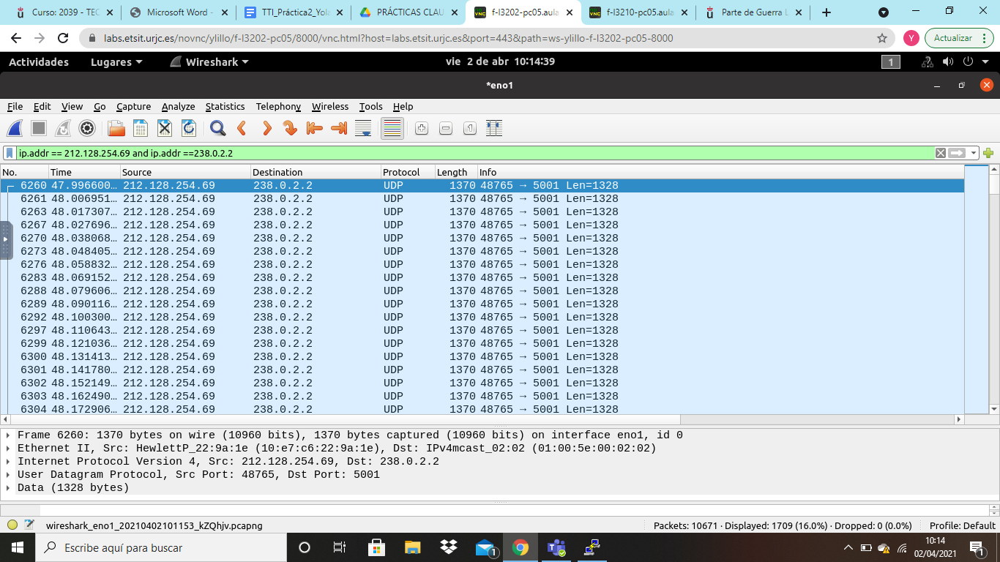 Curso: 2039 - TEC
Microsoft Word -
TTI_Práctica2_Yola
PRÁCTICAS CLAU
f-l3202-pc05.aula
f-l3210-pc05.aula
Parte de Guerra L
labs.etsit.urjc.es/novnc/ylillo/f-l3202-pc05/8000/vnc.html?host=labs.etsit.urjc.es&port=443&path=ws-ylillo-f-l3202-pc05-8000
Y
Actualizar
Actividades
Lugares
Wireshark
vie 2 de abr 10:14:39
1
*eno1
File Edit View Go Capture Analyze Statistics Telephony Wireless Tools Help
ip.addr == 212.128.254.69 and ip.addr ==238.0.2.2
No. Time Source Destination Protocol Length Info
6260 47.996600… 212.128.254.69 238.0.2.2 UDP 1370 48765 → 5001 Len=1328
6261 48.006951… 212.128.254.69 238.0.2.2 UDP 1370 48765 → 5001 Len=1328
6263 48.017307… 212.128.254.69 238.0.2.2 UDP 1370 48765 → 5001 Len=1328
6267 48.027696… 212.128.254.69 238.0.2.2 UDP 1370 48765 → 5001 Len=1328
6270 48.038068… 212.128.254.69 238.0.2.2 UDP 1370 48765 → 5001 Len=1328
6273 48.048405… 212.128.254.69 238.0.2.2 UDP 1370 48765 → 5001 Len=1328
6276 48.058832… 212.128.254.69 238.0.2.2 UDP 1370 48765 → 5001 Len=1328
6283 48.069152… 212.128.254.69 238.0.2.2 UDP 1370 48765 → 5001 Len=1328
6288 48.079606… 212.128.254.69 238.0.2.2 UDP 1370 48765 → 5001 Len=1328
6289 48.090116… 212.128.254.69 238.0.2.2 UDP 1370 48765 → 5001 Len=1328
6292 48.100300… 212.128.254.69 238.0.2.2 UDP 1370 48765 → 5001 Len=1328
6297 48.110643… 212.128.254.69 238.0.2.2 UDP 1370 48765 → 5001 Len=1328
6299 48.121036… 212.128.254.69 238.0.2.2 UDP 1370 48765 → 5001 Len=1328
6300 48.131413… 212.128.254.69 238.0.2.2 UDP 1370 48765 → 5001 Len=1328
6301 48.141780… 212.128.254.69 238.0.2.2 UDP 1370 48765 → 5001 Len=1328
6302 48.152149… 212.128.254.69 238.0.2.2 UDP 1370 48765 → 5001 Len=1328
6303 48.162490… 212.128.254.69 238.0.2.2 UDP 1370 48765 → 5001 Len=1328
6304 48.172906… 212.128.254.69 238.0.2.2 UDP 1370 48765 → 5001 Len=1328
Frame 6260: 1370 bytes on wire (10960 bits), 1370 bytes captured (10960 bits) on interface eno1, id 0
Ethernet II, Src: HewlettP_22:9a:1e (10:e7:c6:22:9a:1e), Dst: IPv4mcast_02:02 (01:00:5e:00:02:02)
Internet Protocol Version 4, Src: 212.128.254.69, Dst: 238.0.2.2
User Datagram Protocol, Src Port: 48765, Dst Port: 5001
Data (1328 bytes)
wireshark_eno1_20210402101153_kZQhjv.pcapng
Packets: 10671 · Displayed: 1709 (16.0%) · Dropped: 0 (0.0%)
Profile: Default
Escribe aquí para buscar
1
10:14
02/04/2021
1